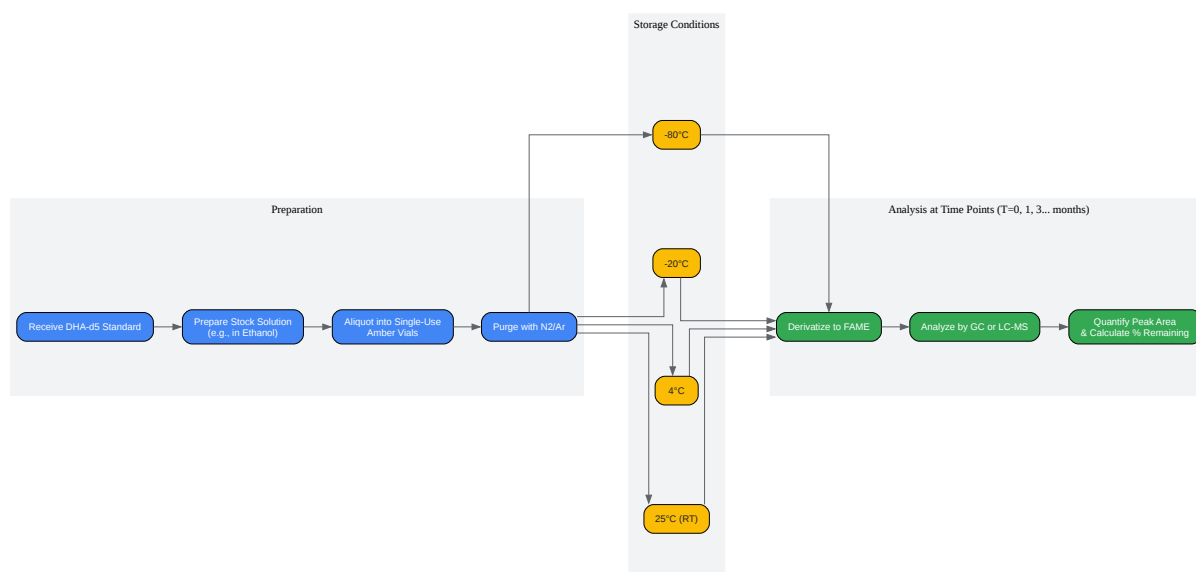 Storage Conditions
-80°C
Preparation
Analysis at Time Points (T=0, 1, 3... months)
-20°C
Receive DHA-d5 Standard
Prepare Stock Solution
(e.g., in Ethanol)
Aliquot into Single-Use
Amber Vials
Purge with N2/Ar
Derivatize to FAME
Analyze by GC or LC-MS
Quantify Peak Area
& Calculate % Remaining
4°C
25°C (RT)